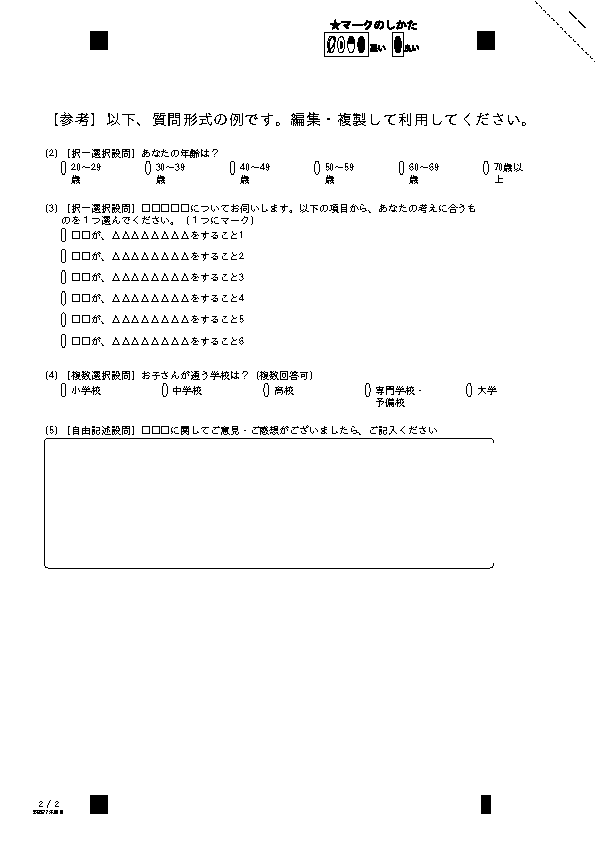 ★マークのしかた
悪い 良い
【参考】以下、質問形式の例です。編集・複製して利用してください。
(2) [択一選択設問] あなたの年齢は？
20～29歳 30～39歳 40～49歳 50～59歳 60～69歳 70歳以上
(3) [択一選択設問] □□□□□についてお伺いします。以下の項目から、あなたの考えに合うも
のを１つ選んでください。（１つにマーク）
□□が、△△△△△△△△をすること1
□□が、△△△△△△△△をすること2
□□が、△△△△△△△△をすること3
□□が、△△△△△△△△をすること4
□□が、△△△△△△△△をすること5
□□が、△△△△△△△△をすること6
(4) [複数選択設問] お子さんが通う学校は？（複数回答可）
小学校 中学校 高校 専門学校・予備校 大学
(5) [自由記述設問] □□□に関してご意見・ご感想がございましたら、ご記入ください
2 / 2